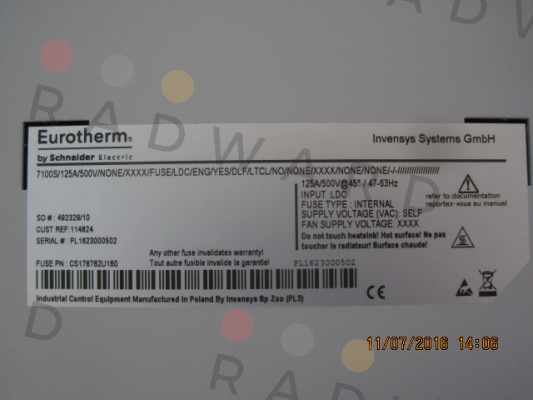 RADWARD
Eurotherm®
by Schneider Electric
Invensys Systems GmbH
7100S/125A/500V/NONE/XXXX/FUSE/LDC/ENG/YES/DLF/LTCL/NO/NONE/XXXX/NONE/NONE/-/-//////////////////
125A/500V@45° / 47-63Hz
INPUT :LDC
FUSE TYPE : INTERNAL
SUPPLY VOLTAGE (VAC): SELF
FAN SUPPLY VOLTAGE: XXXX
Do not touch heatsink! Hot surface! Ne pas
toucher le radiateur! Surface chaude!
refer to documentation
reportez-vous au manuel
SO # : 492329/10
CUST REF:114824
SERIAL # : PL1623000502
Any other fuse invalidates warranty!
FUSE PN : CS176762U160
Tout autre fusible invalide la garantie!
PL1623000502
Industrial Control Equipment Manufactured in Poland By Invensys Sp Zoo (PL3)
CE
11/07/2016 14:06
D
RADWA